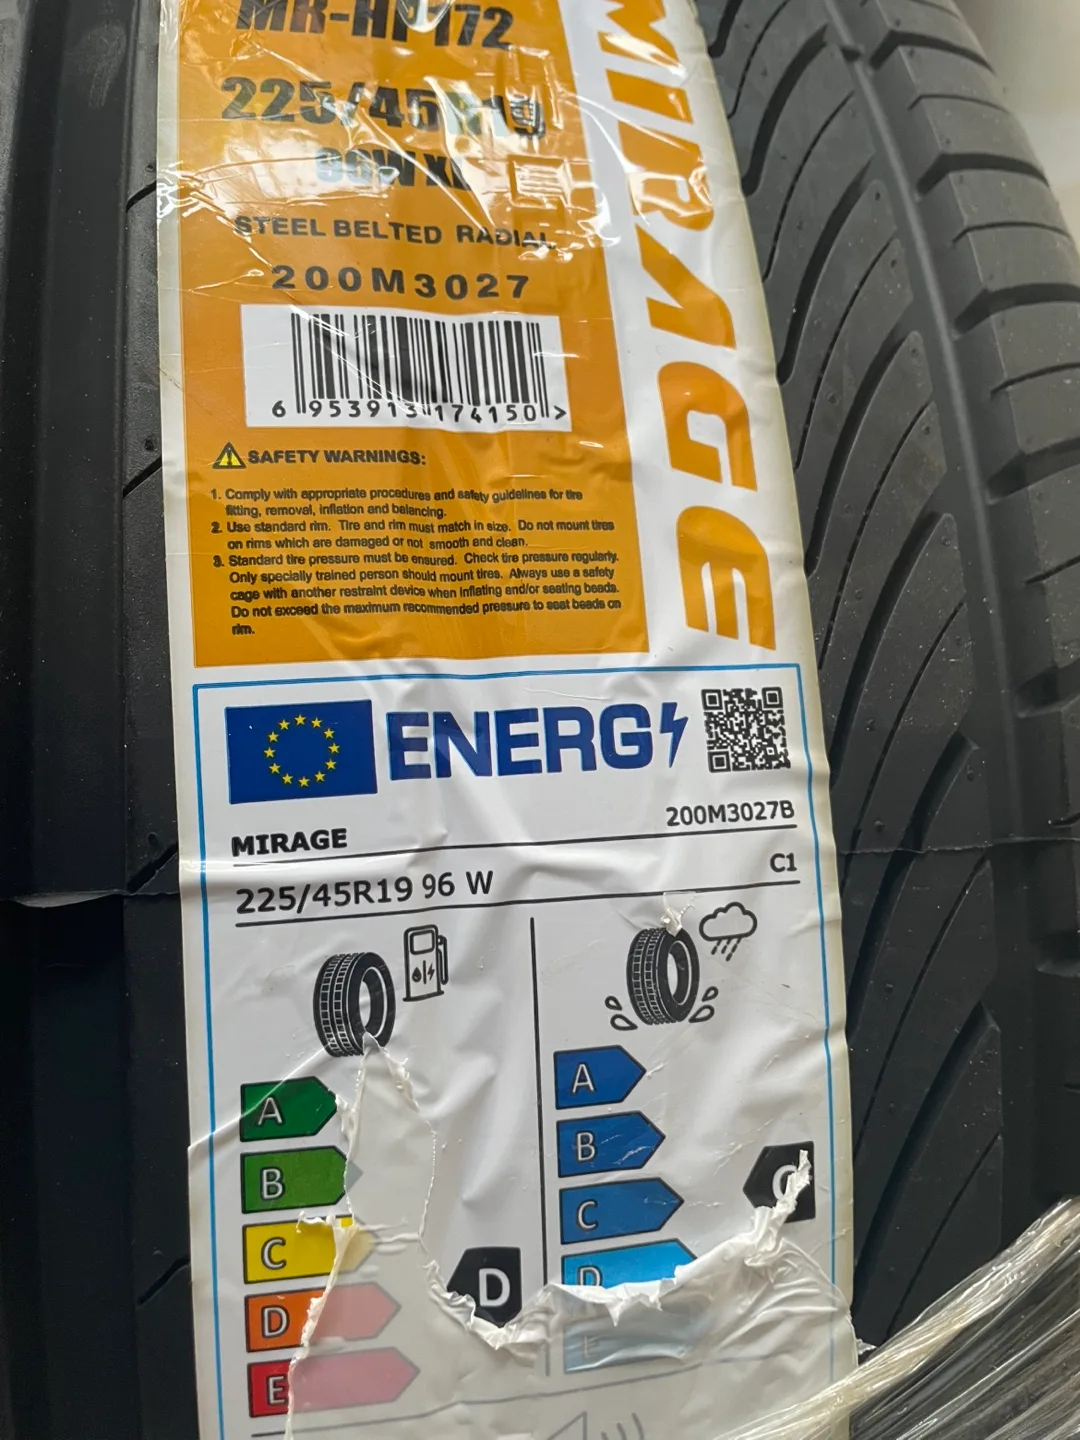 MR-HP172
225/45R19
96W XL
STEEL BELTED RADIAL
200M3027
6 953913 174150 >
MIRAGE
SAFETY WARNINGS:
1. Comply with appropriate procedures and safety guidelines for tire
fitting, removal, inflation and balancing.
2. Use standard rim. Tire and rim must match in size. Do not mount tires
on rims which are damaged or not smooth and clean.
3. Standard tire pressure must be ensured. Check tire pressure regularly.
Only specially trained person should mount tires. Always use a safety
cage with another restraint device when inflating and/or seating beads.
Do not exceed the maximum recommended pressure to seat beads on
rim.
ENERG
MIRAGE 200M3027B
225/45R19 96 W C1
A
B
C
D
E
D
A
B
C
D
E
C